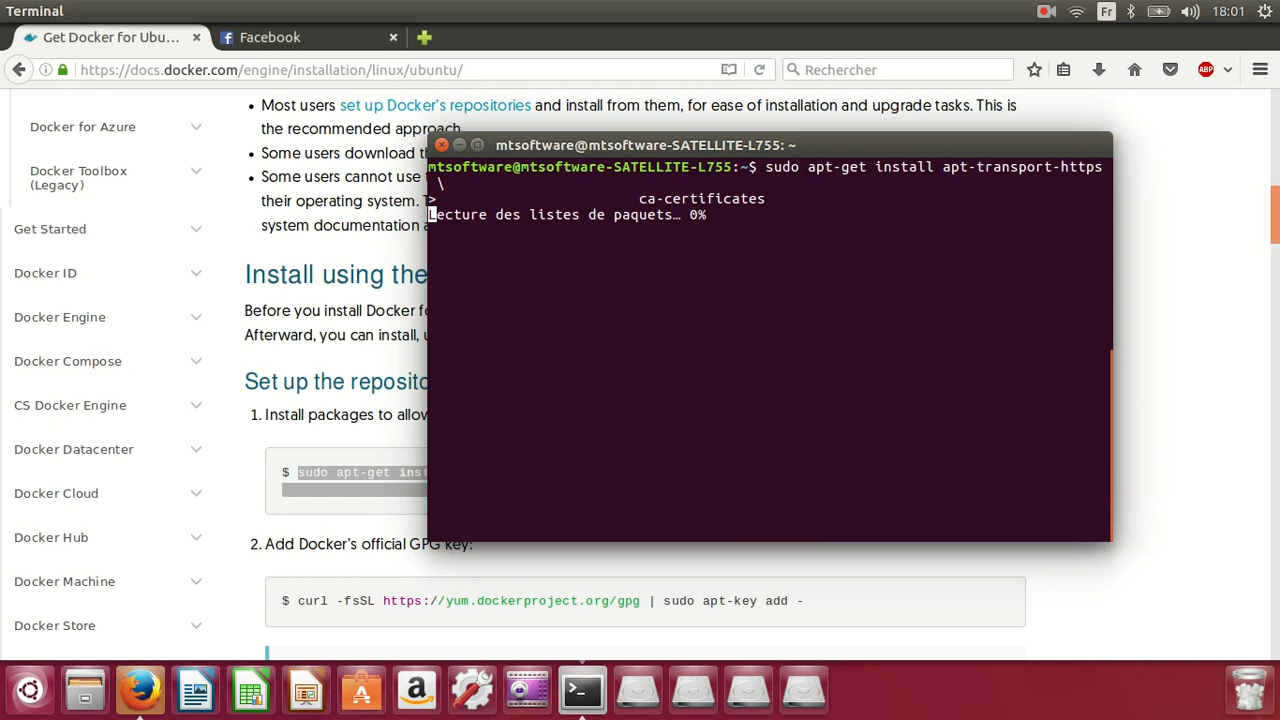 Terminal
Fr
18:01
Get Docker for Ubu...
Facebook
https://docs.docker.com/engine/installation/linux/ubuntu/
Rechercher
ABP
Docker for Azure
Docker Toolbox
(Legacy)
Get Started
Docker ID
Docker Engine
Docker Compose
CS Docker Engine
Docker Datacenter
Docker Cloud
Docker Hub
Docker Machine
Docker Store
Most users set up Docker's repositories and install from them, for ease of installation and upgrade tasks. This is
the recommended approach.
Some users download
Some users cannot use
their operating system.
system documentation
Install using the
Before you install Docker
Afterward, you can install,
Set up the
1. Install packages to allow
$ sudo apt-get inst
2. Add Docker's official GPG key:
$ curl -fsSL https://yum.dockerproject.org/gpg | sudo apt-key add -
mtsoftware@mtsoftware-SATELLITE-L755: ~
mtsoftware@mtsoftware-SATELLITE-L755:~$ sudo apt-get install apt-transport-https
\
> ca-certificates
Lecture des listes de paquets… 0%